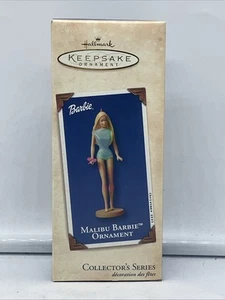 Hallmark
KEEPSAKE
ORNAMENT
Barbie
MALIBU BARBIE™
ORNAMENT
COLLECTOR'S SERIES
décoration des fêtes